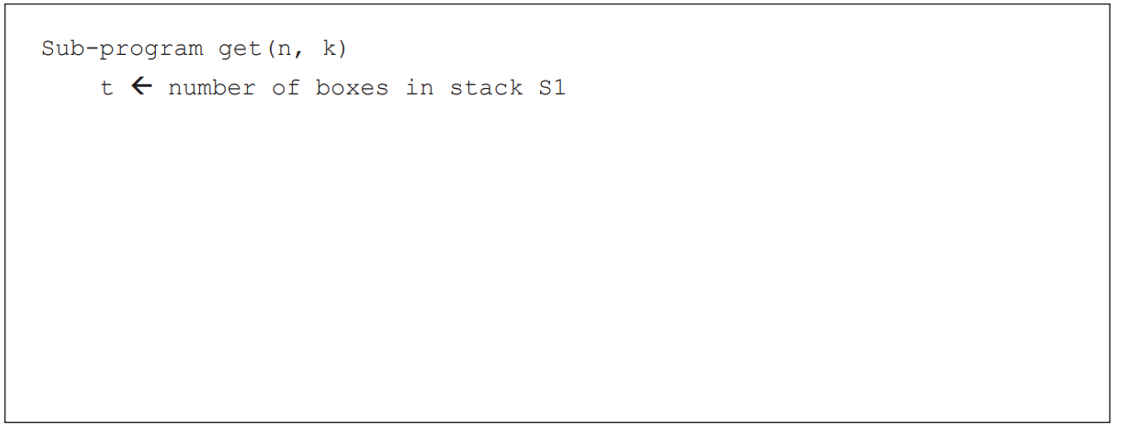 Sub-program get(n, k)
t ← number of boxes in stack S1